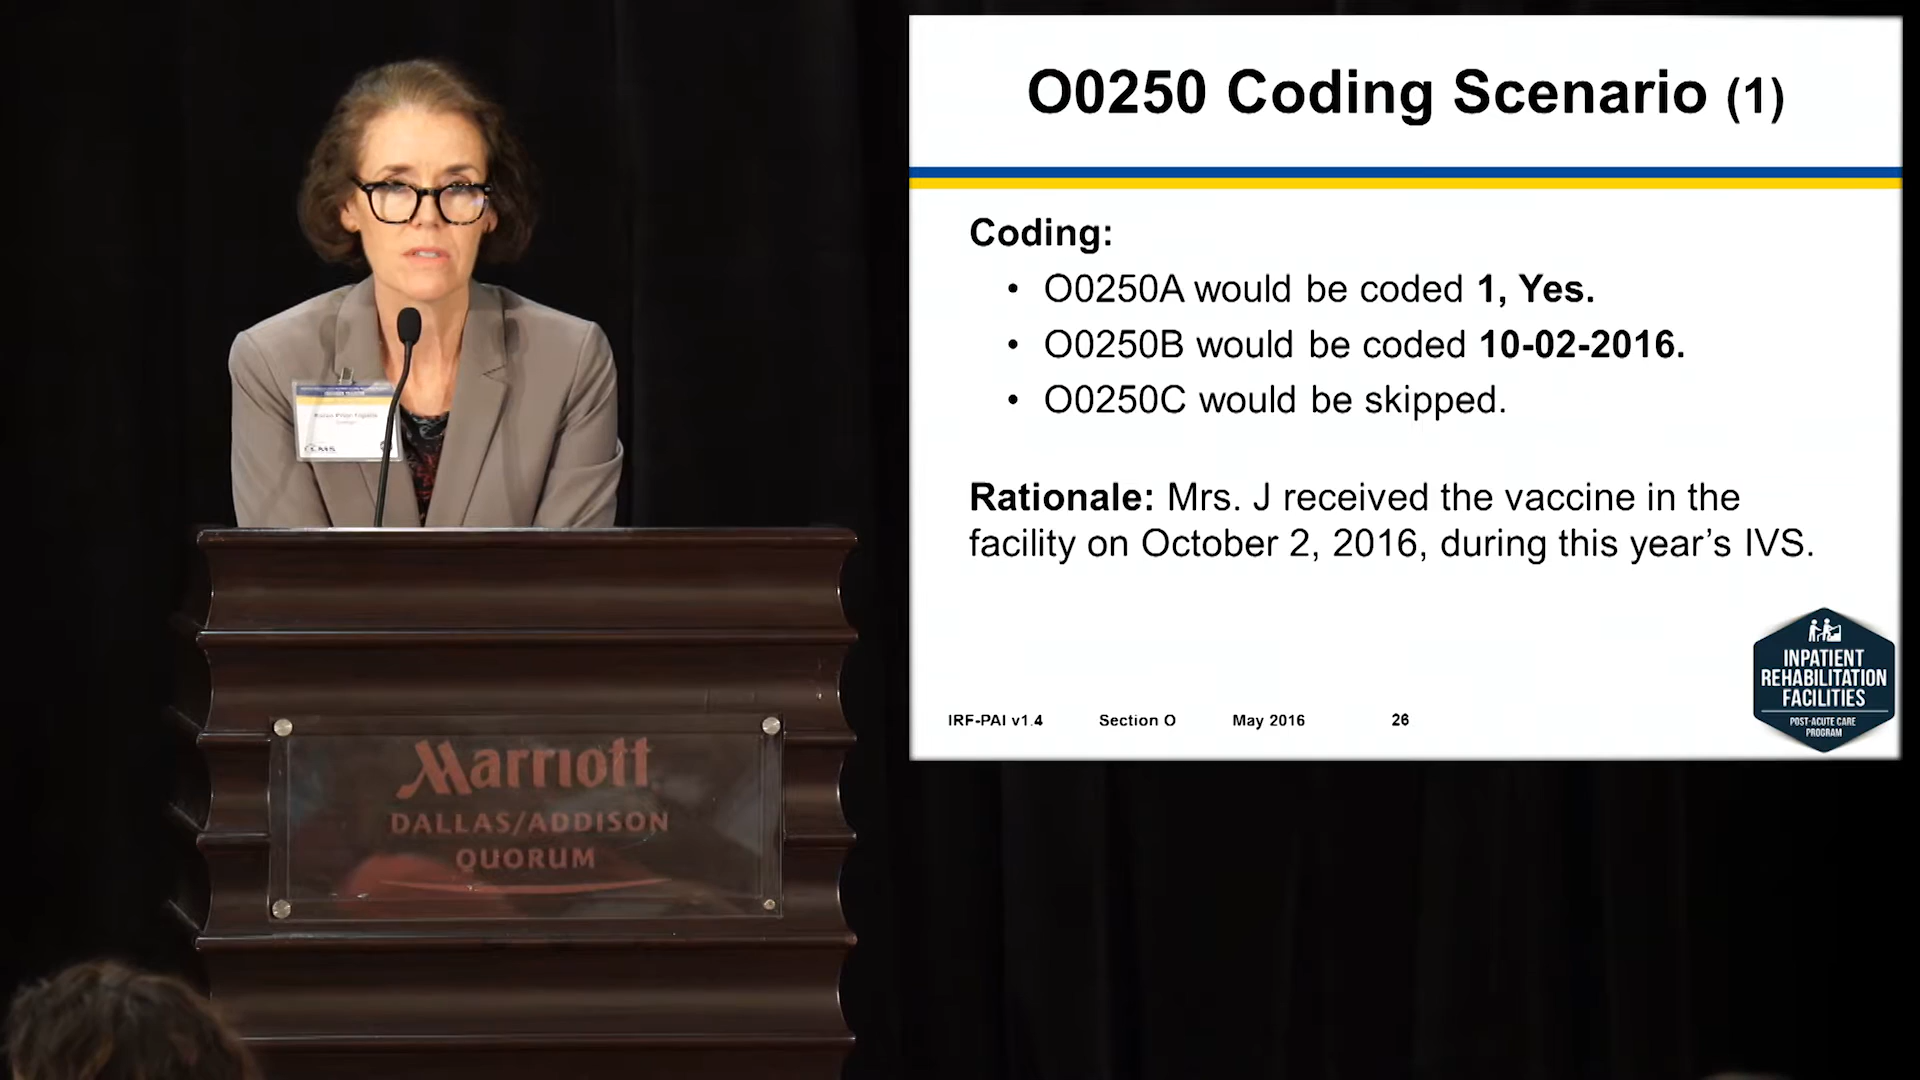 O0250 Coding Scenario (1)
Coding:
• O0250A would be coded 1, Yes.
• O0250B would be coded 10-02-2016.
• O0250C would be skipped.
Rationale: Mrs. J received the vaccine in the
facility on October 2, 2016, during this year’s IVS.
INPATIENT
REHABILITATION
FACILITIES
POST-ACUTE CARE
PROGRAM
IRF-PAI v1.4 Section O May 2016 26
CMS
Marriott
DALLAS/ADDISON
QUORUM